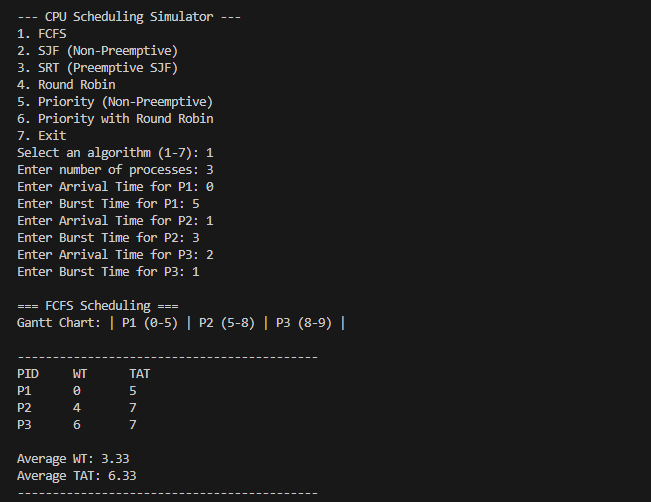 --- CPU Scheduling Simulator ---
1. FCFS
2. SJF (Non-Preemptive)
3. SRT (Preemptive SJF)
4. Round Robin
5. Priority (Non-Preemptive)
6. Priority with Round Robin
7. Exit
Select an algorithm (1-7): 1
Enter number of processes: 3
Enter Arrival Time for P1: 0
Enter Burst Time for P1: 5
Enter Arrival Time for P2: 1
Enter Burst Time for P2: 3
Enter Arrival Time for P3: 2
Enter Burst Time for P3: 1

=== FCFS Scheduling ===
Gantt Chart: | P1 (0-5) | P2 (5-8) | P3 (8-9) |

-------------------------------------------
PID     WT      TAT
P1      0       5
P2      4       7
P3      6       7

Average WT: 3.33
Average TAT: 6.33
-------------------------------------------